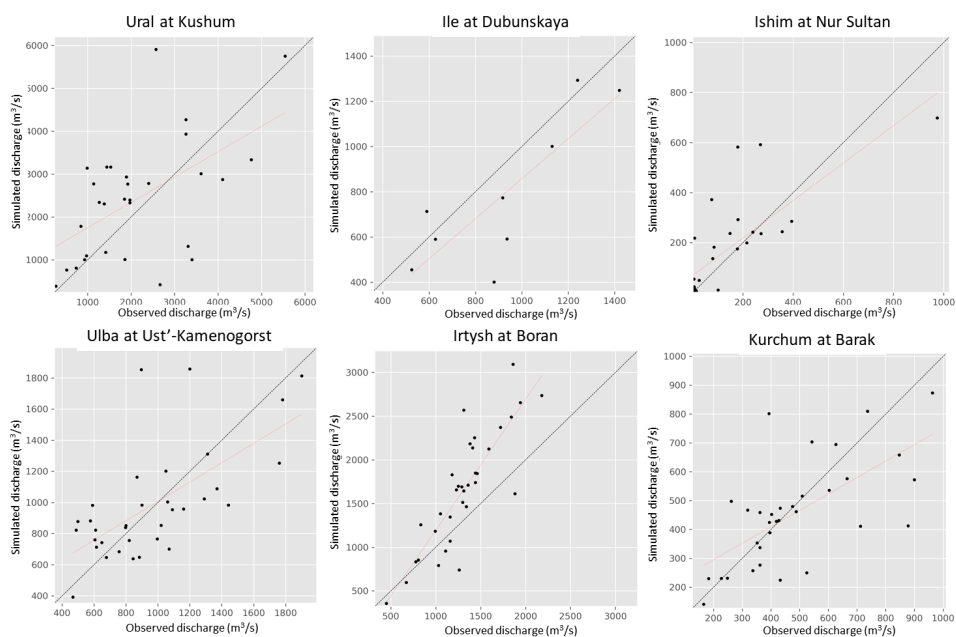 Ural at Kushum
Ile at Dubunskaya
Ishim at Nur Sultan
Simulated discharge (m³/s)
6000
5000
4000
3000
2000
1000
1000 2000 3000 4000 5000 6000
Observed discharge (m³/s)
Simulated discharge (m³/s)
1400
1200
1000
800
600
400
400 600 800 1000 1200 1400
Observed discharge (m³/s)
Simulated discharge (m³/s)
1000
800
600
400
200
200 400 600 800 1000
Observed discharge (m³/s)
Ulba at Ust’-Kamenogorst
Irtysh at Boran
Kurchum at Barak
Simulated discharge (m³/s)
1800
1600
1400
1200
1000
800
600
400
400 600 800 1000 1200 1400 1600 1800
Observed discharge (m³/s)
Simulated discharge (m³/s)
3000
2500
2000
1500
1000
500
500 1000 1500 2000 2500 3000
Observed discharge (m³/s)
Simulated discharge (m³/s)
1000
900
800
700
600
500
400
300
200
200 300 400 500 600 700 800 900 1000
Observed discharge (m³/s)